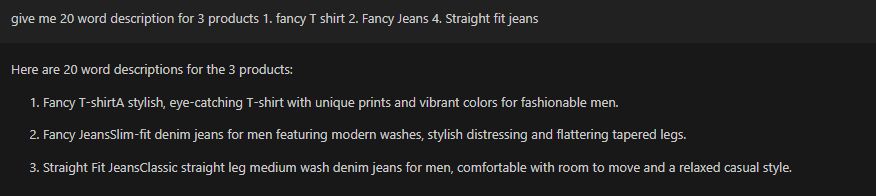 give me 20 word description for 3 products 1. fancy T shirt 2. Fancy Jeans 4. Straight fit jeans
Here are 20 word descriptions for the 3 products:
1. Fancy T-shirtA stylish, eye-catching T-shirt with unique prints and vibrant colors for fashionable men.
2. Fancy JeansSlim-fit denim jeans for men featuring modern washes, stylish distressing and flattering tapered legs.
3. Straight Fit JeansClassic straight leg medium wash denim jeans for men, comfortable with room to move and a relaxed casual style.